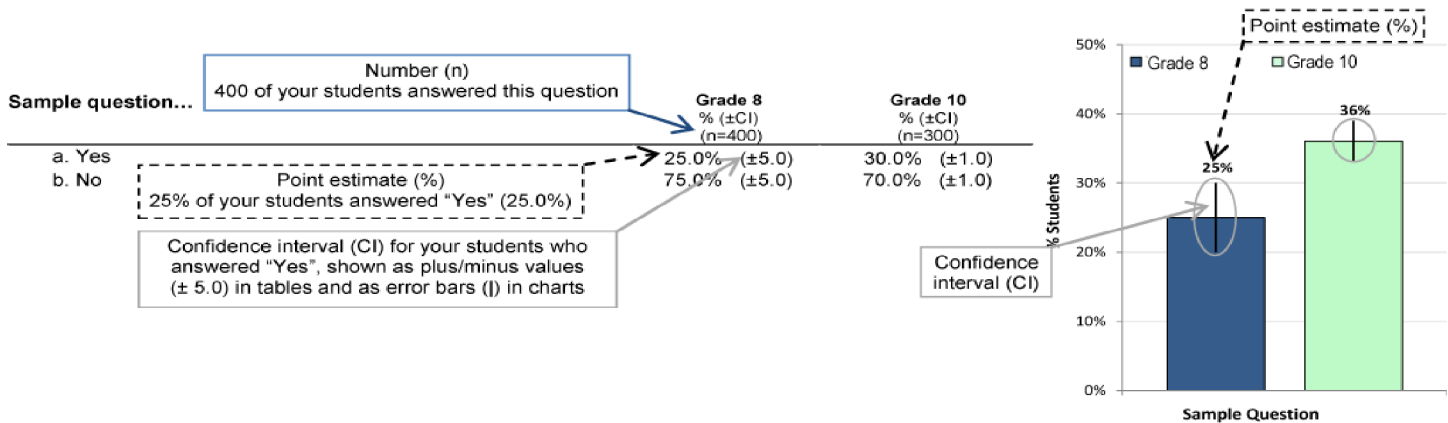 Number (n)
400 of your students answered this question
Sample question…
Grade 8
% (±CI)
(n=400)
Grade 10
% (±CI)
(n=300)
a. Yes 25.0% (±5.0) 30.0% (±1.0)
b. No 75.0% (±5.0) 70.0% (±1.0)
Point estimate (%)
25% of your students answered “Yes” (25.0%)
Confidence interval (CI) for your students who
answered “Yes”, shown as plus/minus values
(± 5.0) in tables and as error bars (|) in charts
Point estimate (%)
50%
Grade 8 Grade 10
40%
36%
25%
30%
% Students
20%
Confidence
interval (CI)
10%
0%
Sample Question